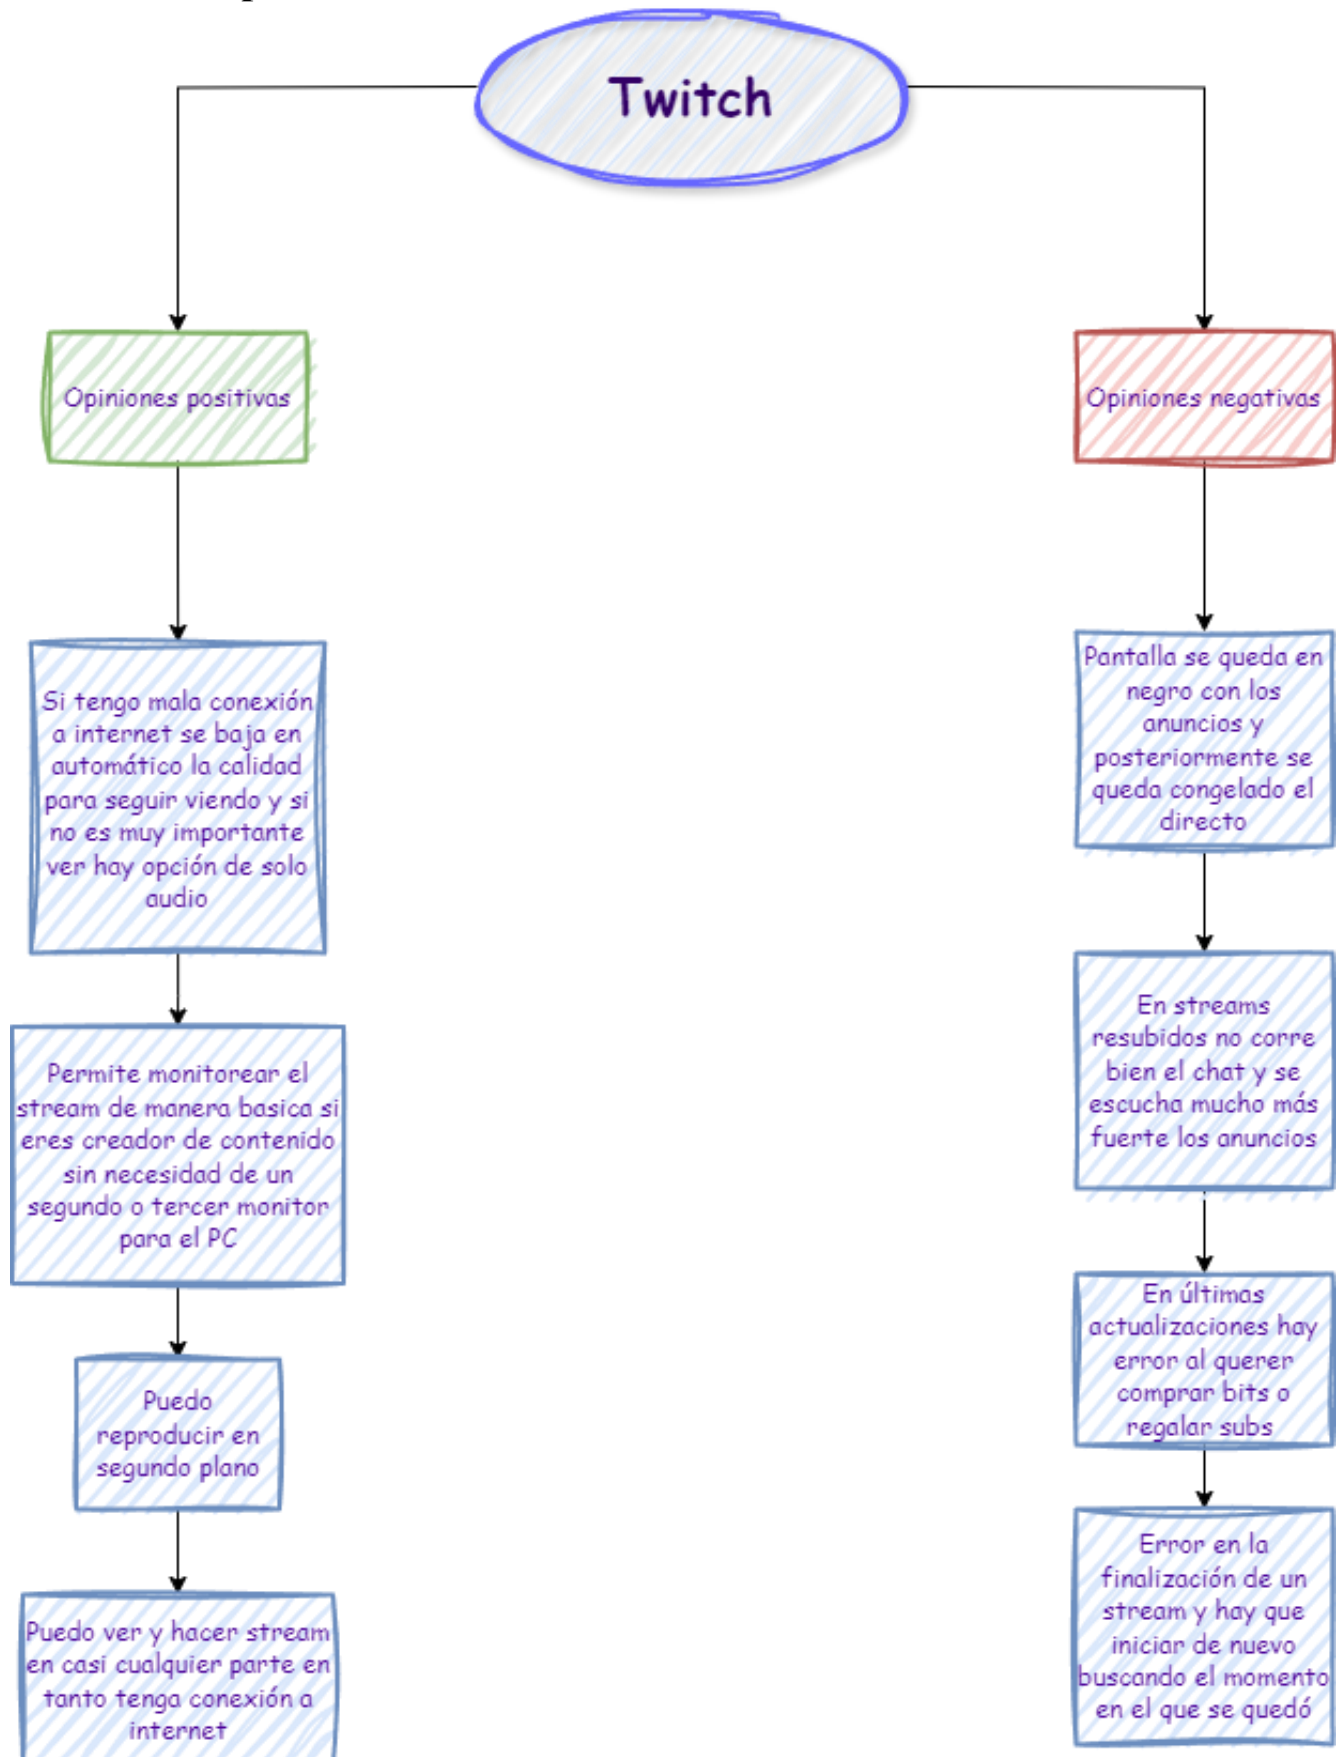 Twitch
Opiniones positivas
Si tengo mala conexión
a internet se baja en
automático la calidad
para seguir viendo y si
no es muy importante
ver hay opción de solo
audio
Permite monitorear el
stream de manera basica si
eres creador de contenido
sin necesidad de un
segundo o tercer monitor
para el PC
Puedo
reproducir en
segundo plano
Puedo ver y hacer stream
en casi cualquier parte en
tanto tenga conexión a
internet
Opiniones negativas
Pantalla se queda en
negro con los
anuncios y
posteriormente se
queda congelado el
directo
En streams
resubidos no corre
bien el chat y se
escucha mucho más
fuerte los anuncios
En últimas
actualizaciones hay
error al querer
comprar bits o
regalar subs
Error en la
finalización de un
stream y hay que
iniciar de nuevo
buscando el momento
en el que se quedó